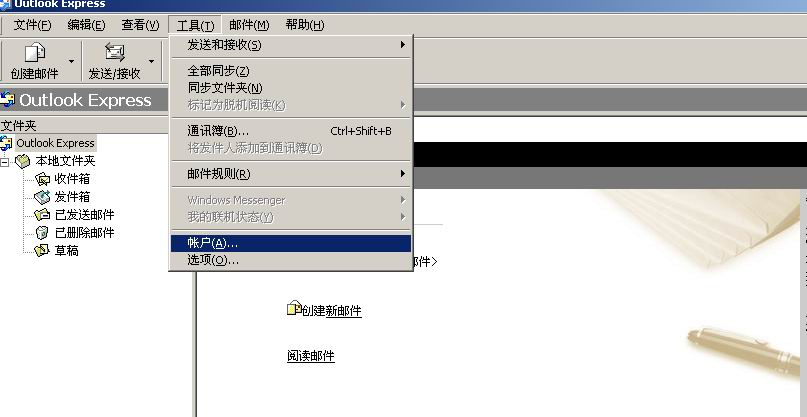 Outlook Express
文件(F) 编辑(E) 查看(V) 工具(T) 邮件(M) 帮助(H)
创建邮件 发送/接收
发送和接收(S)
全部同步(Z)
同步文件夹(N)
标记为脱机阅读(K)
通讯簿(B)... Ctrl+Shift+B
将发件人添加到通讯簿(D)
邮件规则(R)
Windows Messenger
我的联机状态(Y)
帐户(A)...
选项(O)...
Outlook Express
文件夹
Outlook Express
本地文件夹
收件箱
发件箱
已发送邮件
已删除邮件
草稿
件>
创建新邮件
阅读邮件